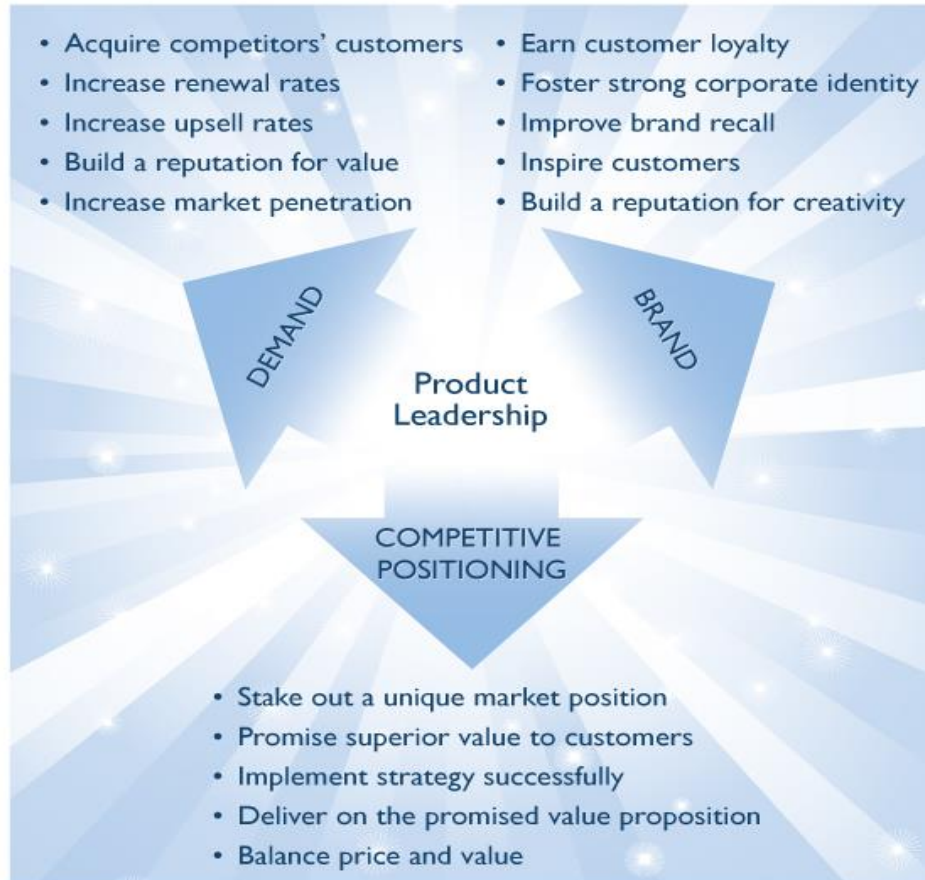 • Acquire competitors' customers
• Increase renewal rates
• Increase upsell rates
• Build a reputation for value
• Increase market penetration
• Earn customer loyalty
• Foster strong corporate identity
• Improve brand recall
• Inspire customers
• Build a reputation for creativity
DEMAND
BRAND
Product
Leadership
COMPETITIVE
POSITIONING
• Stake out a unique market position
• Promise superior value to customers
• Implement strategy successfully
• Deliver on the promised value proposition
• Balance price and value